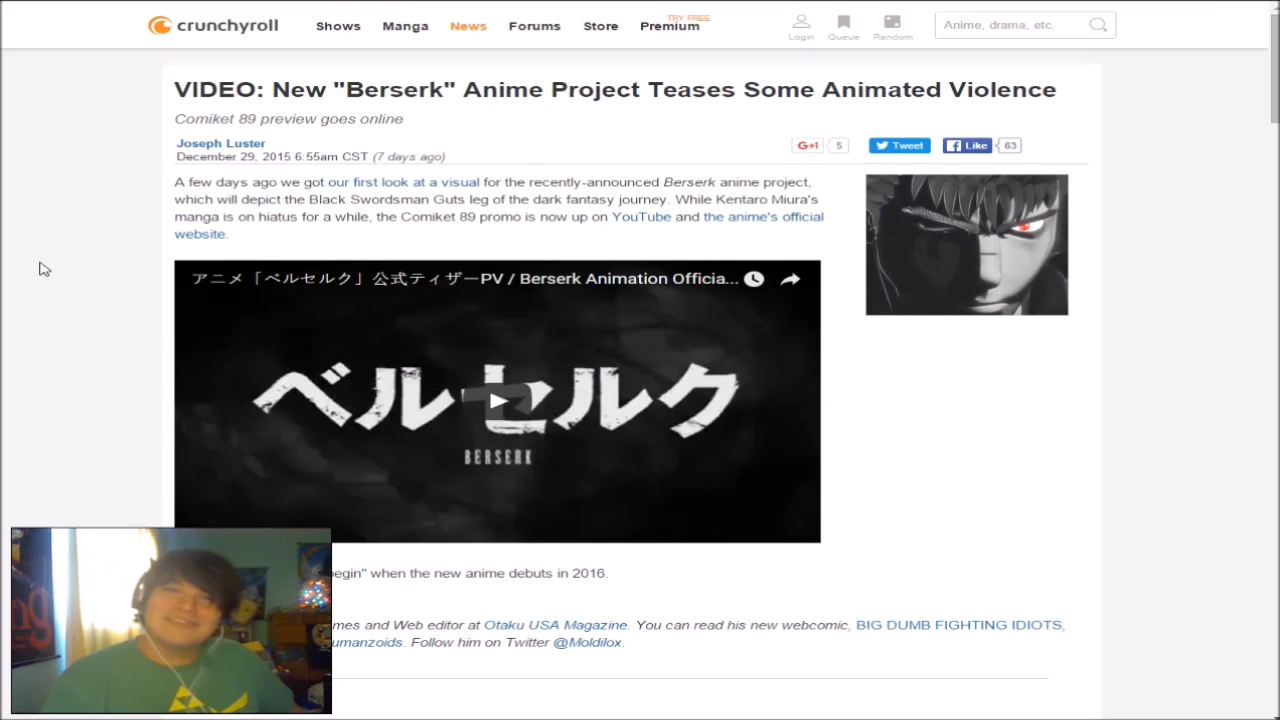 crunchyroll Shows Manga News Forums Store Premium TRY FREE Login Queue Random Anime, drama, etc.
VIDEO: New "Berserk" Anime Project Teases Some Animated Violence
Comiket 89 preview goes online
Joseph Luster
December 29, 2015 6:55am CST (7 days ago)
G+1 5 Tweet Like 63
A few days ago we got our first look at a visual for the recently-announced Berserk anime project,
which will depict the Black Swordsman Guts leg of the dark fantasy journey. While Kentaro Miura's
manga is on hiatus for a while, the Comiket 89 promo is now up on YouTube and the anime's official
website.
アニメ「ベルセルク」公式ティザーPV / Berserk Animation Officia...
ベルセルク
BERSERK
egin" when the new anime debuts in 2016.
mes and Web editor at Otaku USA Magazine. You can read his new webcomic, BIG DUMB FIGHTING IDIOTS,
umanzoids. Follow him on Twitter @Moldilox.